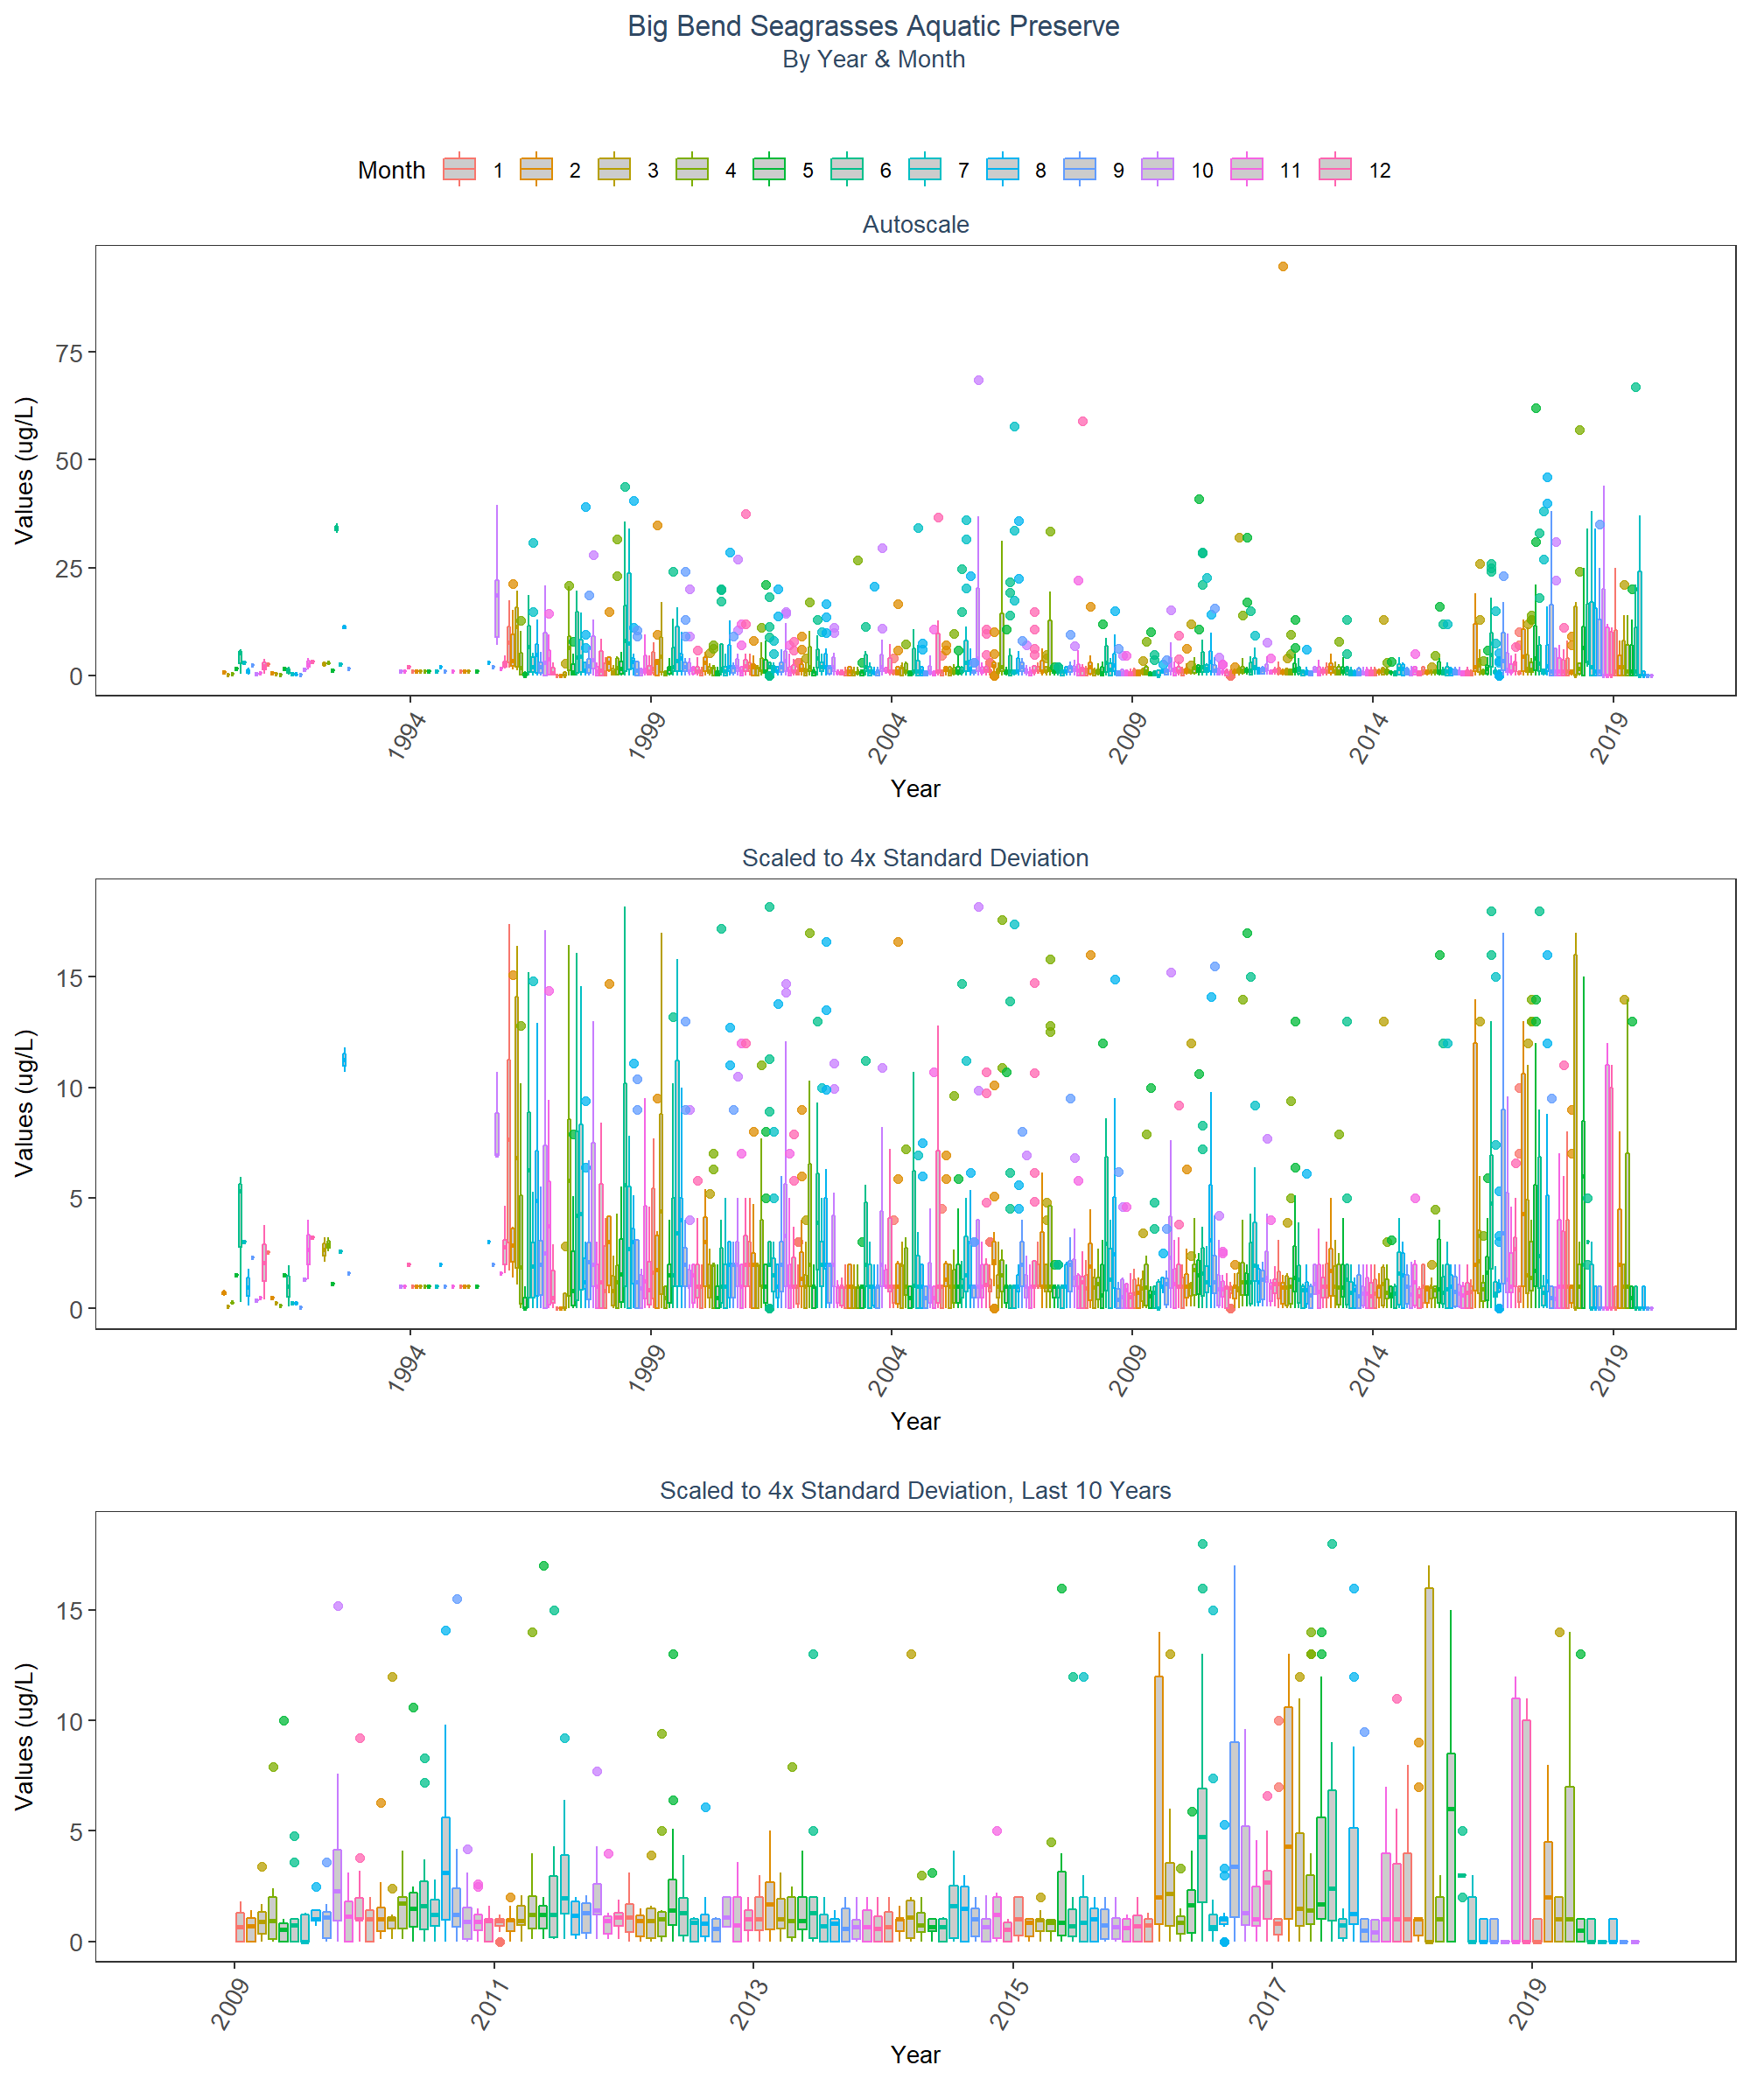 Big Bend Seagrasses Aquatic Preserve
By Year & Month
Month 1 2 3 4 5 6 7 8 9 10 11 12
Autoscale
Values (ug/L)
75
50
25
0
1994 1999 2004 2009 2014 2019
Year
Scaled to 4x Standard Deviation
Values (ug/L)
15
10
5
0
1994 1999 2004 2009 2014 2019
Year
Scaled to 4x Standard Deviation, Last 10 Years
Values (ug/L)
15
10
5
0
2009 2011 2013 2015 2017 2019
Year